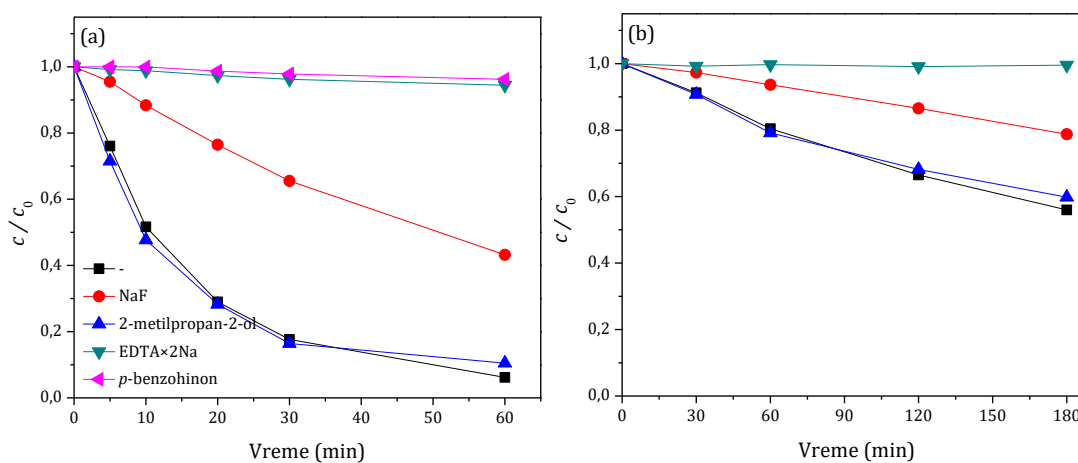 (a)
1,0
0,8
0,6
0,4
0,2
0,0
c / c₀
-
NaF
2-metilpropan-2-ol
EDTA×2Na
p-benzohinon
0 10 20 30 40 50 60
Vreme (min)
(b)
1,0
0,8
0,6
0,4
0,2
0,0
c / c₀
0 30 60 90 120 150 180
Vreme (min)